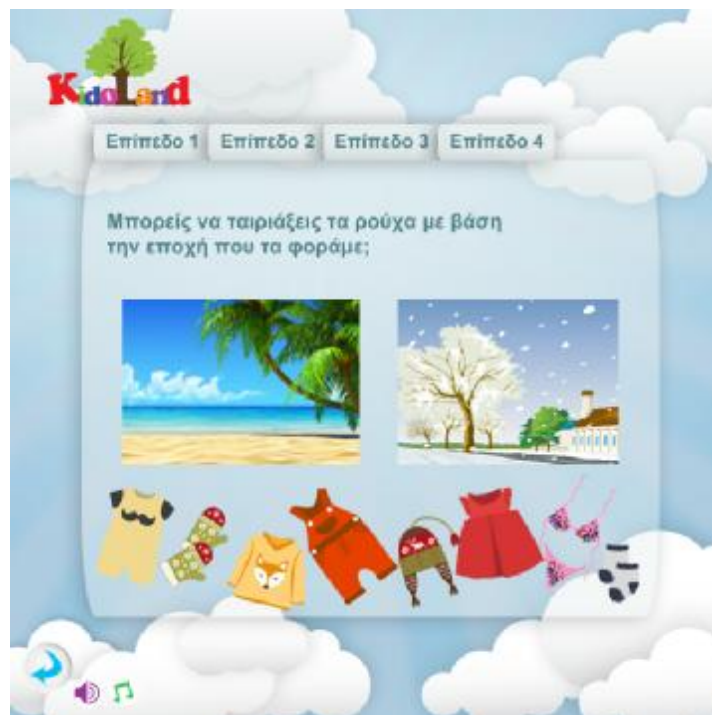 KidoLand
Επίπεδο 1 Επίπεδο 2 Επίπεδο 3 Επίπεδο 4
Μπορείς να ταιριάξεις τα ρούχα με βάση
την εποχή που τα φοράμε;